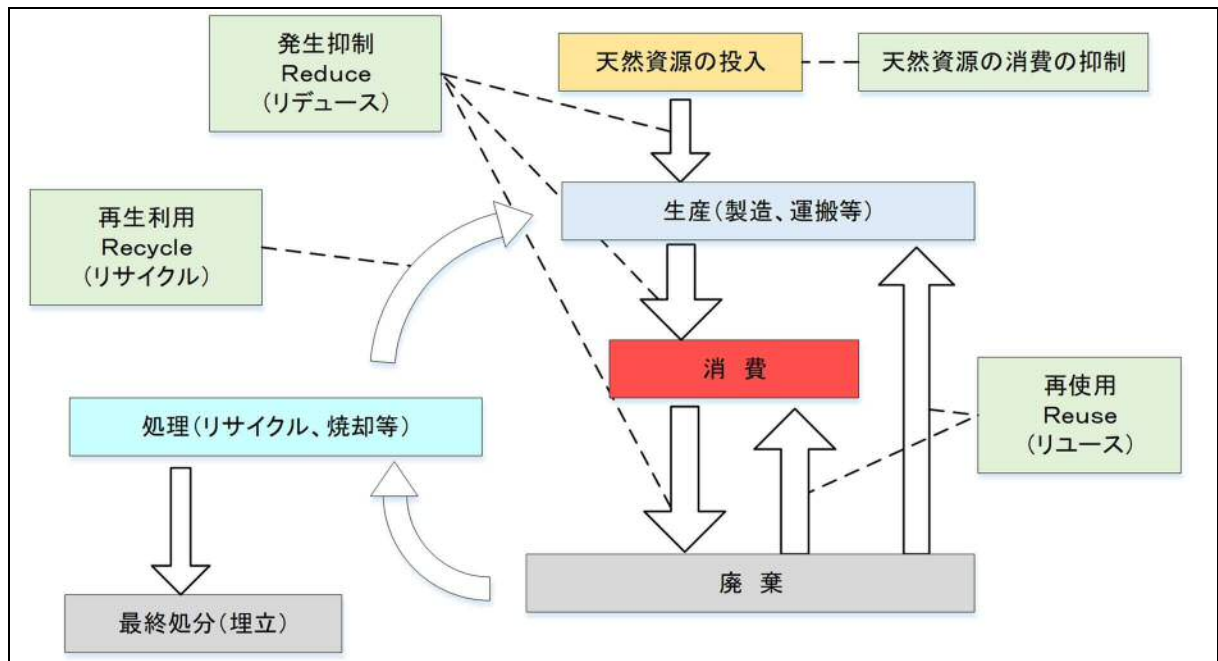 発生抑制
Reduce
(リデュース)
天然資源の投入
天然資源の消費の抑制
再生利用
Recycle
(リサイクル)
生産(製造、運搬等)
消 費
再使用
Reuse
(リユース)
処理(リサイクル、焼却等)
廃 棄
最終処分(埋立)